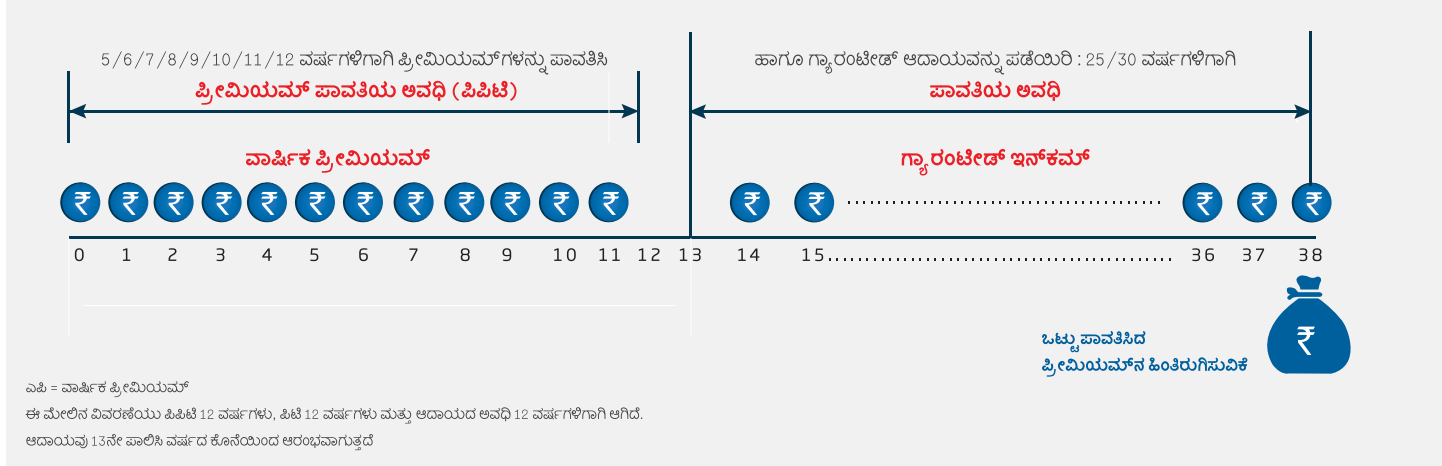 5/6/7/8/9/10/11/12 ವರ್ಷಗಳಿಗಾಗಿ ಪ್ರೀಮಿಯಮ್‌ಗಳನ್ನು ಪಾವತಿಸಿ
ಪ್ರೀಮಿಯಮ್ ಪಾವತಿಯ ಅವಧಿ (ಪಿಪಿಟಿ)
ಹಾಗೂ ಗ್ಯಾರಂಟೀಡ್ ಆದಾಯವನ್ನು ಪಡೆಯಿರಿ : 25/30 ವರ್ಷಗಳಿಗಾಗಿ
ಪಾವತಿಯ ಅವಧಿ
ವಾರ್ಷಿಕ ಪ್ರೀಮಿಯಮ್
ಗ್ಯಾರಂಟೀಡ್ ಇನ್‌ಕಮ್
₹ ₹ ₹ ₹ ₹ ₹ ₹ ₹ ₹ ₹ ₹ ₹ ₹ ₹ ........................................ ₹ ₹ ₹
0 1 2 3 4 5 6 7 8 9 10 11 12 13 14 15........................................ 36 37 38
₹
ಒಟ್ಟು ಪಾವತಿಸಿದ
ಪ್ರೀಮಿಯಮ್‌ನ ಹಿಂತಿರುಗಿಸುವಿಕೆ
ಎಪಿ = ವಾರ್ಷಿಕ ಪ್ರೀಮಿಯಮ್
ಈ ಮೇಲಿನ ವಿವರಣೆಯು ಪಿಪಿಟಿ 12 ವರ್ಷಗಳು, ಪಿಟಿ 12 ವರ್ಷಗಳು ಮತ್ತು ಆದಾಯದ ಅವಧಿ 12 ವರ್ಷಗಳಿಗಾಗಿ ಆಗಿದೆ.
ಆದಾಯವು 13ನೇ ಪಾಲಿಸಿ ವರ್ಷದ ಕೊನೆಯಿಂದ ಆರಂಭವಾಗುತ್ತದೆ